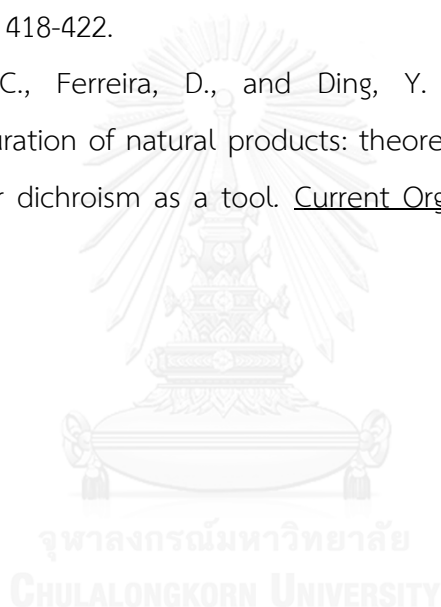 418-422.
C., Ferreira, D., and Ding, Y.
uration of natural products: theore
r dichroism as a tool. Current Org
จุฬาลงกรณ์มหาวิทยาลัย
CHULALONGKORN UNIVERSITY